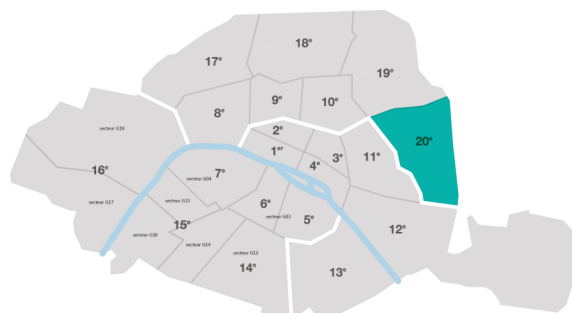 18ᵉ
17ᵉ
19ᵉ
9ᵉ
10ᵉ
8ᵉ
secteur G18
2ᵉ
20ᵉ
1ᵉʳ
3ᵉ
11ᵉ
4ᵉ
16ᵉ
7ᵉ
secteur G04
secteur G17
secteur G15
6ᵉ
secteur G03
5ᵉ
15ᵉ
12ᵉ
secteur G16
secteur G14
secteur G13
14ᵉ
13ᵉ